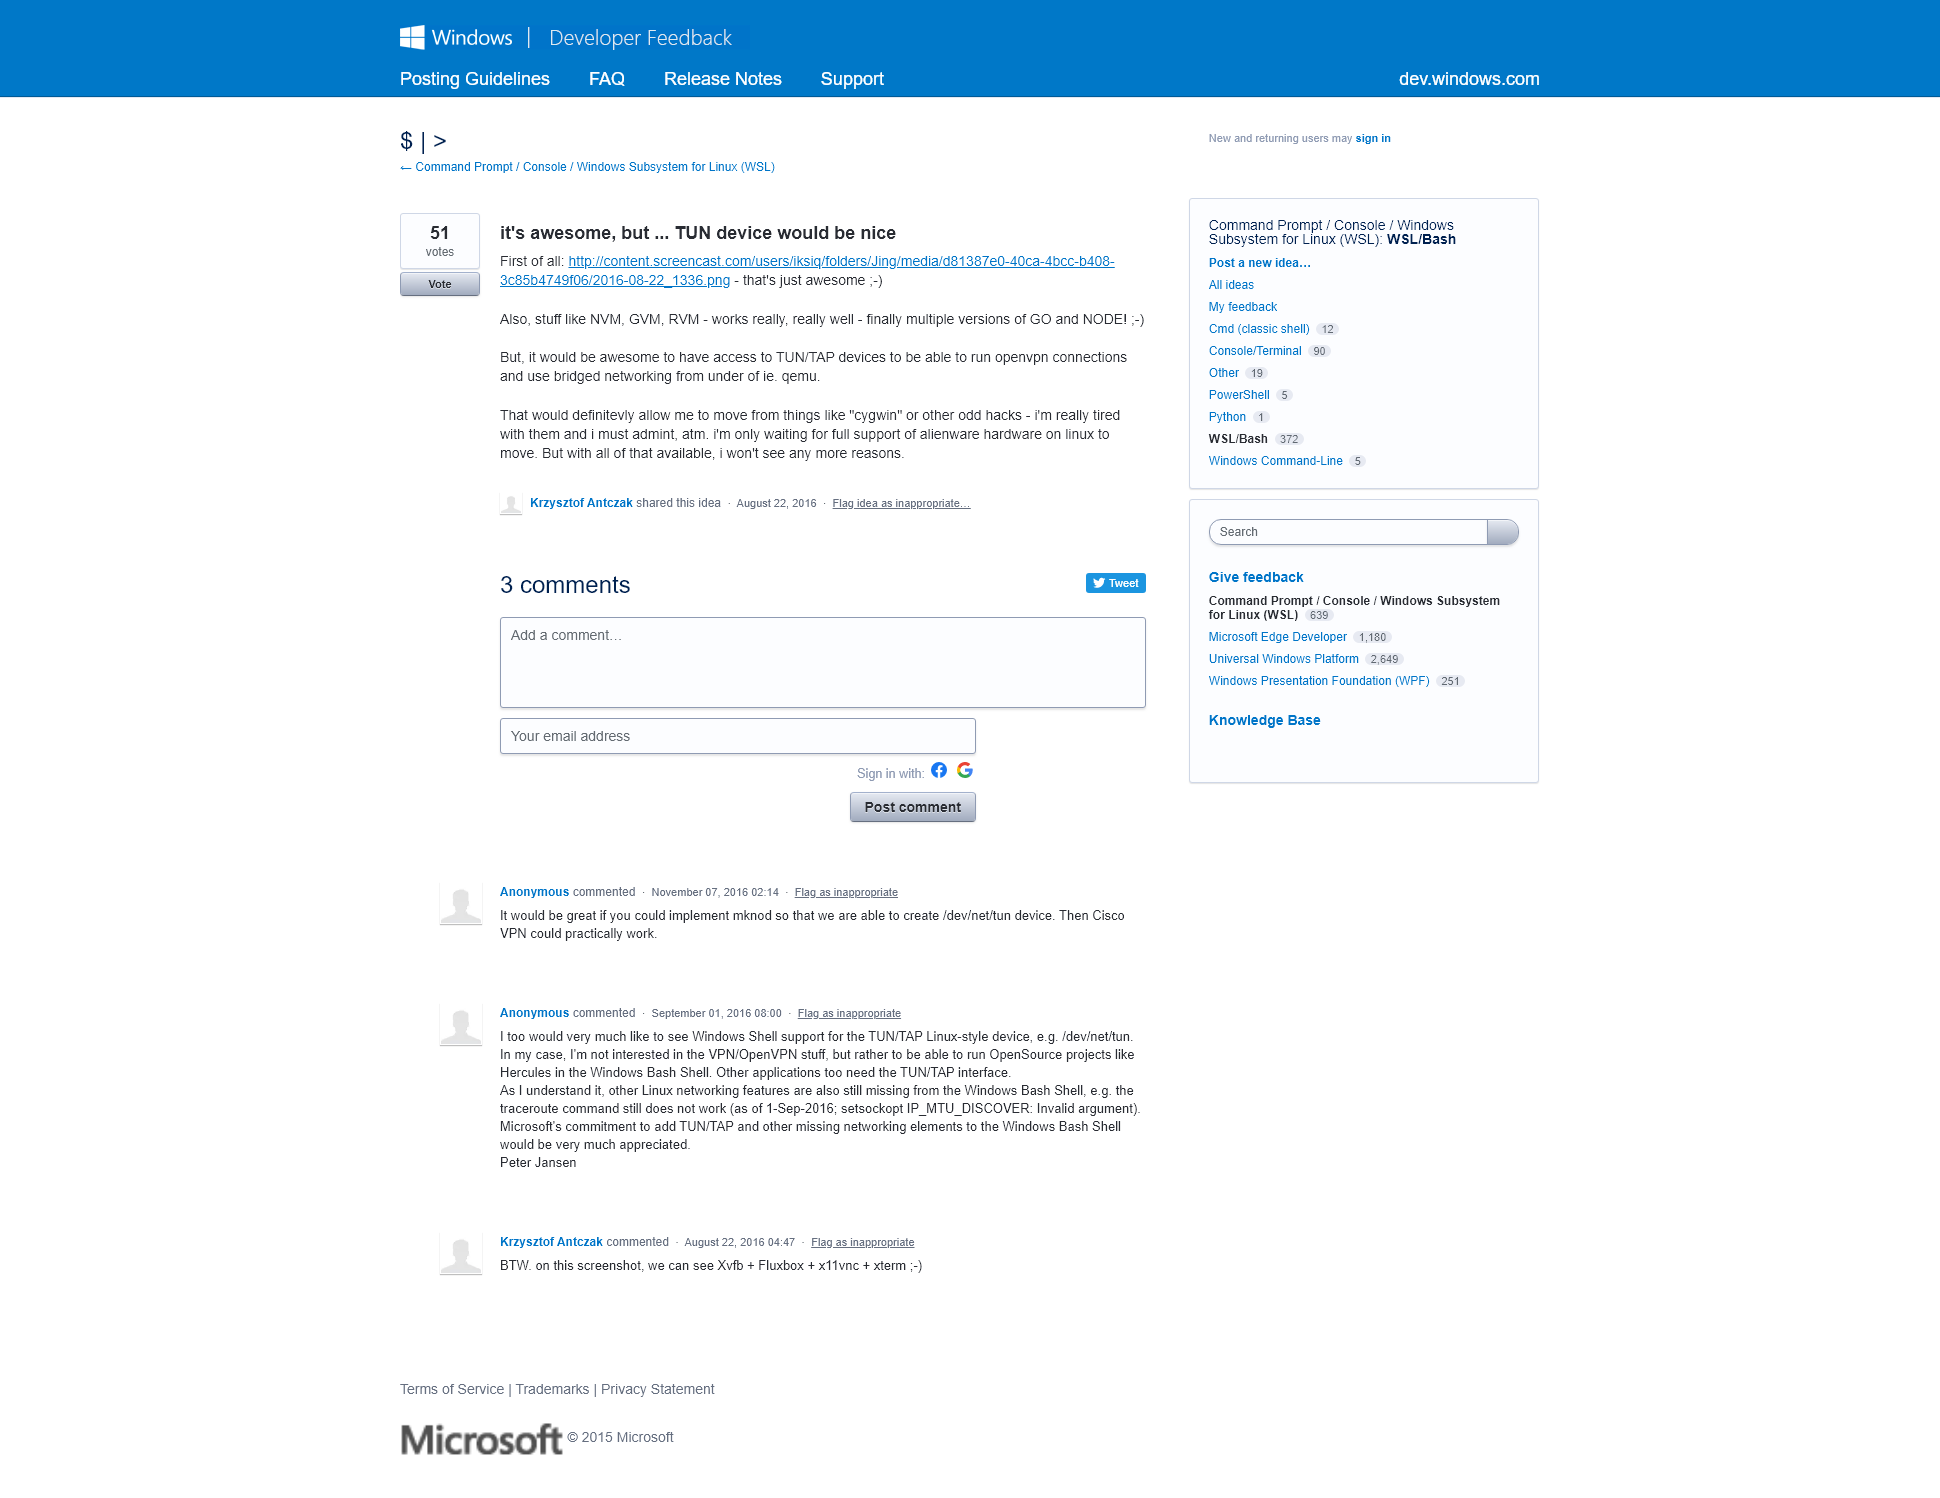 Windows | Developer Feedback
Posting Guidelines FAQ Release Notes Support dev.windows.com
$ | >
← Command Prompt / Console / Windows Subsystem for Linux (WSL)
51
votes
Vote
it's awesome, but ... TUN device would be nice
First of all: http://content.screencast.com/users/iksiq/folders/Jing/media/d81387e0-40ca-4bcc-b408-
3c85b4749f06/2016-08-22_1336.png - that's just awesome ;-)
Also, stuff like NVM, GVM, RVM - works really, really well - finally multiple versions of GO and NODE! ;-)
But, it would be awesome to have access to TUN/TAP devices to be able to run openvpn connections
and use bridged networking from under of ie. qemu.
That would definitevly allow me to move from things like "cygwin" or other odd hacks - i'm really tired
with them and i must admint, atm. i'm only waiting for full support of alienware hardware on linux to
move. But with all of that available, i won't see any more reasons.
Krzysztof Antczak shared this idea · August 22, 2016 · Flag idea as inappropriate…
3 comments
Tweet
Add a comment…
Your email address
Sign in with:
Post comment
Anonymous commented · November 07, 2016 02:14 · Flag as inappropriate
It would be great if you could implement mknod so that we are able to create /dev/net/tun device. Then Cisco
VPN could practically work.
Anonymous commented · September 01, 2016 08:00 · Flag as inappropriate
I too would very much like to see Windows Shell support for the TUN/TAP Linux-style device, e.g. /dev/net/tun.
In my case, I'm not interested in the VPN/OpenVPN stuff, but rather to be able to run OpenSource projects like
Hercules in the Windows Bash Shell. Other applications too need the TUN/TAP interface.
As I understand it, other Linux networking features are also still missing from the Windows Bash Shell, e.g. the
traceroute command still does not work (as of 1-Sep-2016; setsockopt IP_MTU_DISCOVER: Invalid argument).
Microsoft's commitment to add TUN/TAP and other missing networking elements to the Windows Bash Shell
would be very much appreciated.
Peter Jansen
Krzysztof Antczak commented · August 22, 2016 04:47 · Flag as inappropriate
BTW. on this screenshot, we can see Xvfb + Fluxbox + x11vnc + xterm ;-)
New and returning users may sign in
Command Prompt / Console / Windows
Subsystem for Linux (WSL): WSL/Bash
Post a new idea…
All ideas
My feedback
Cmd (classic shell) 12
Console/Terminal 90
Other 19
PowerShell 5
Python 1
WSL/Bash 372
Windows Command-Line 5
Search
Give feedback
Command Prompt / Console / Windows Subsystem
for Linux (WSL) 639
Microsoft Edge Developer 1,180
Universal Windows Platform 2,649
Windows Presentation Foundation (WPF) 251
Knowledge Base
Terms of Service | Trademarks | Privacy Statement
Microsoft © 2015 Microsoft